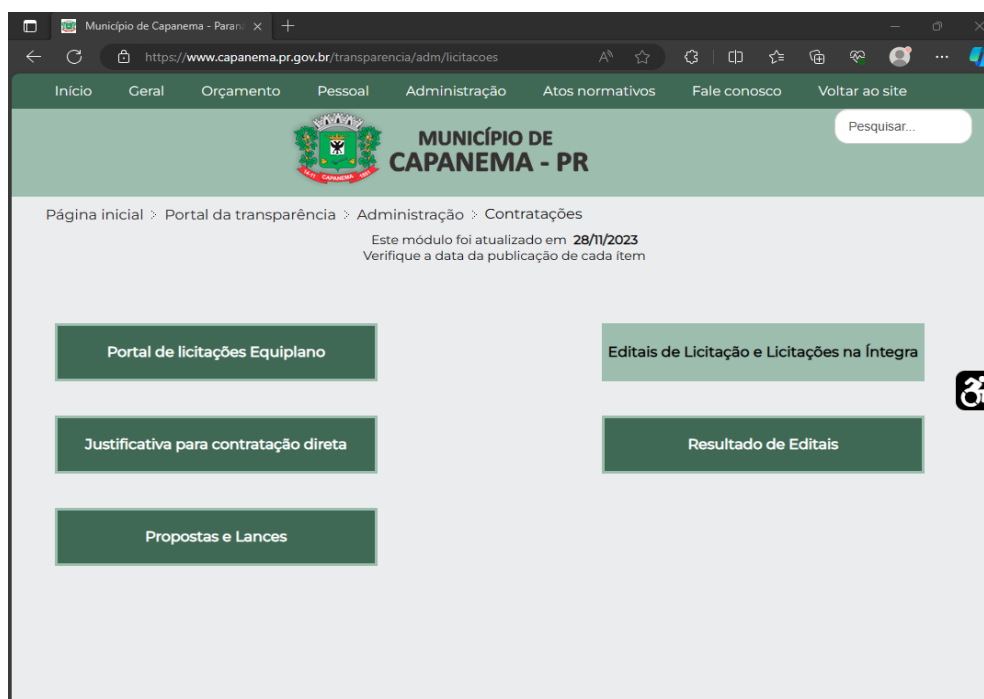 Município de Capanema - Paraná
https://www.capanema.pr.gov.br/transparencia/adm/licitacoes
Início Geral Orçamento Pessoal Administração Atos normativos Fale conosco Voltar ao site
Pesquisar...
MUNICÍPIO DE
CAPANEMA - PR
CAPANEMA
Página inicial > Portal da transparência > Administração > Contratações
Este módulo foi atualizado em 28/11/2023
Verifique a data da publicação de cada ítem
Portal de licitações Equiplano
Editais de Licitação e Licitações na Íntegra
Justificativa para contratação direta
Resultado de Editais
Propostas e Lances